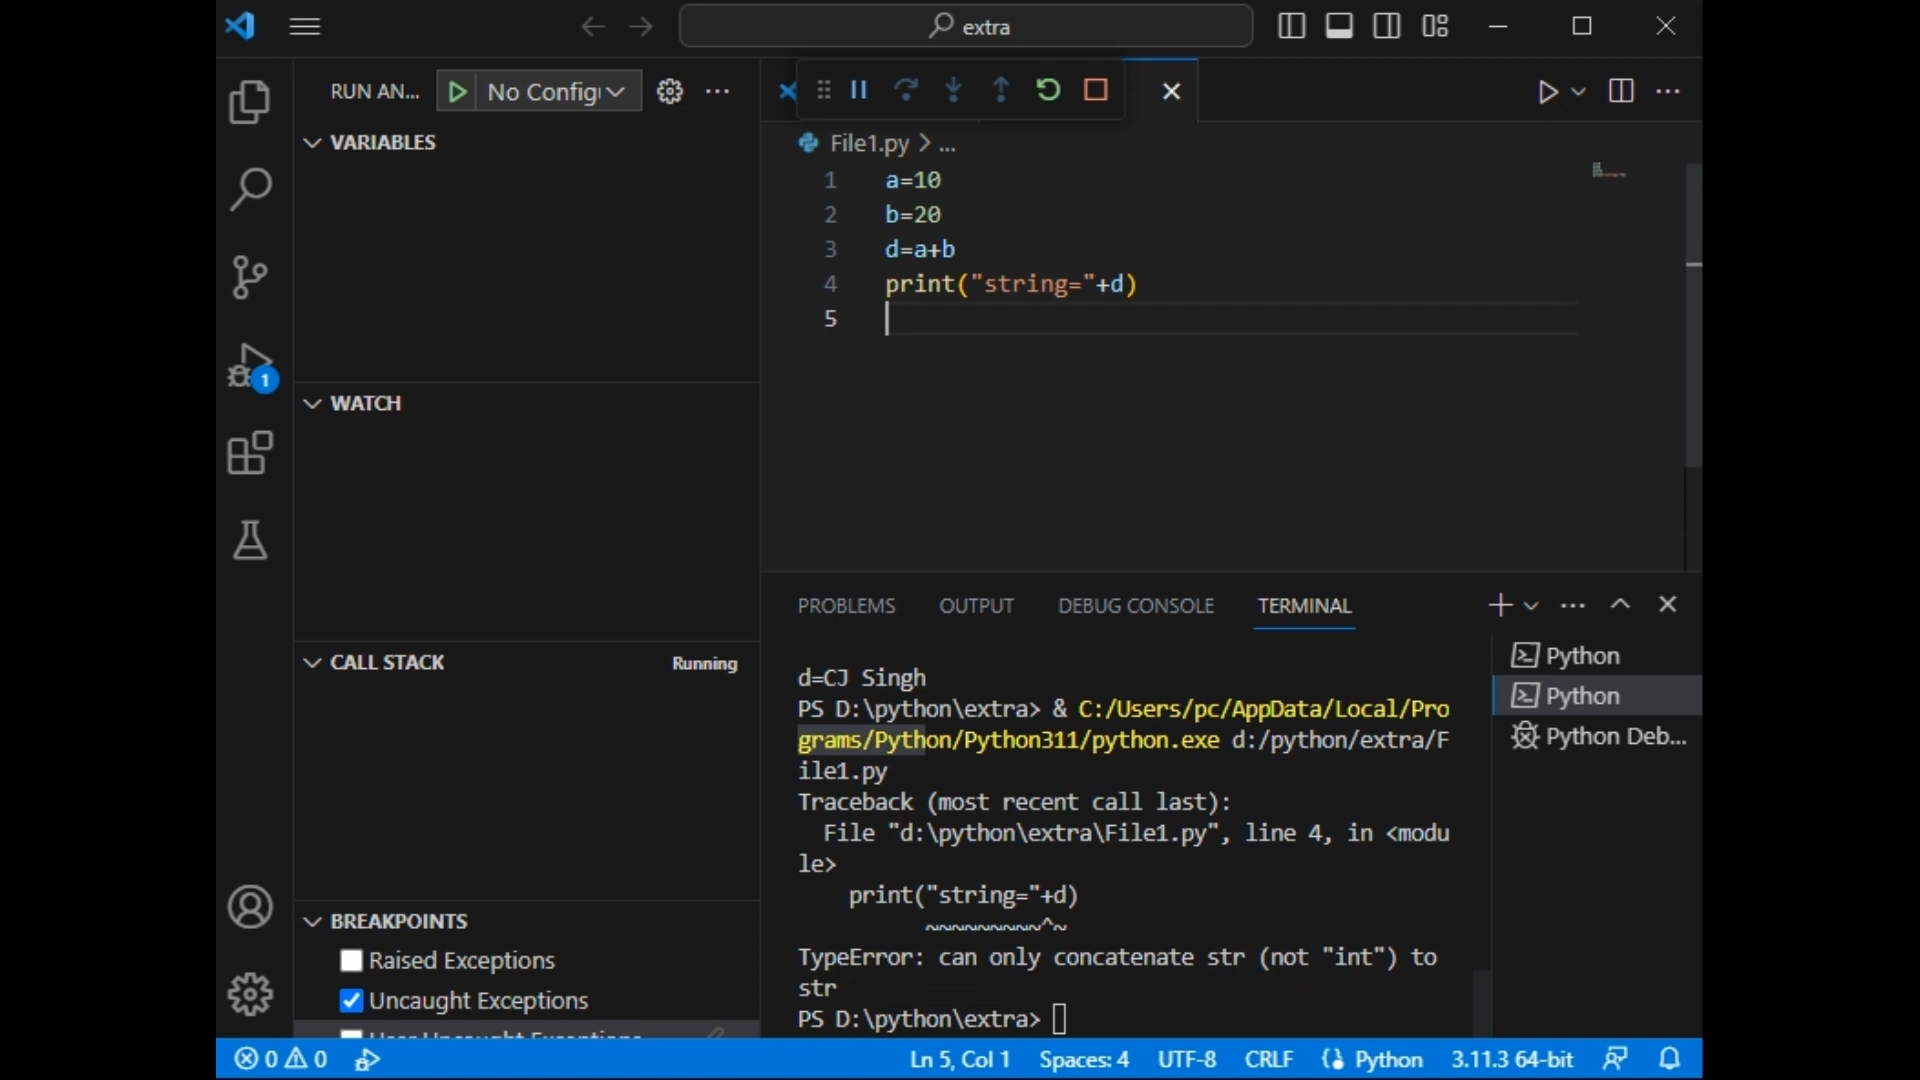 extra
RUN AN...
No Config
VARIABLES
WATCH
CALL STACK
Running
BREAKPOINTS
Raised Exceptions
Uncaught Exceptions
1
File1.py > ...
1 a=10
2 b=20
3 d=a+b
4 print("string="+d)
5
PROBLEMS
OUTPUT
DEBUG CONSOLE
TERMINAL
d=CJ Singh
PS D:\python\extra> & C:/Users/pc/AppData/Local/Pro
grams/Python/Python311/python.exe d:/python/extra/F
ile1.py
Traceback (most recent call last):
File "d:\python\extra\File1.py", line 4, in <modu
le>
print("string="+d)
~~~~~~~~~^~
TypeError: can only concatenate str (not "int") to
str
PS D:\python\extra>
Python
Python
Python Deb...
0 0
Ln 5, Col 1
Spaces: 4
UTF-8
CRLF
Python
3.11.3 64-bit